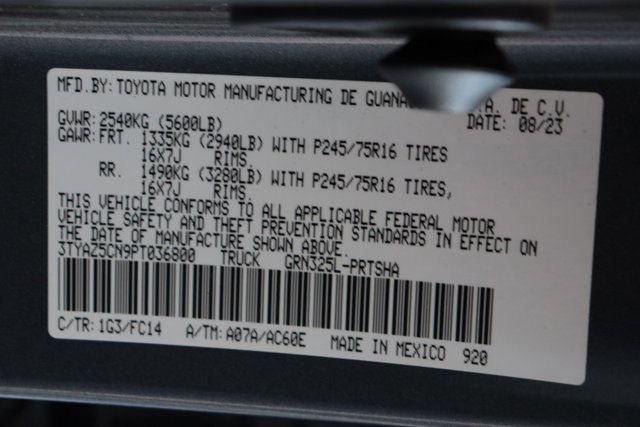 MFD.BY: TOYOTA MOTOR MANUFACTURING DE GUANA A. DE C.V.
GVWR: 2540KG (5600LB) DATE: 08/23
GAWR: FRT. 1335KG (2940LB) WITH P245/75R16 TIRES
16X7J RIMS.
RR. 1490KG (3280LB) WITH P245/75R16 TIRES,
16X7J RIMS.
THIS VEHICLE CONFORMS TO ALL APPLICABLE FEDERAL MOTOR
VEHICLE SAFETY AND THEFT PREVENTION STANDARDS IN EFFECT ON
THE DATE OF MANUFACTURE SHOWN ABOVE.
3TYAZ5CN9PT036800 TRUCK GRN325L-PRTSHA
C/TR: 1G3/FC14 A/TM: A07A/AC60E MADE IN MEXICO 920